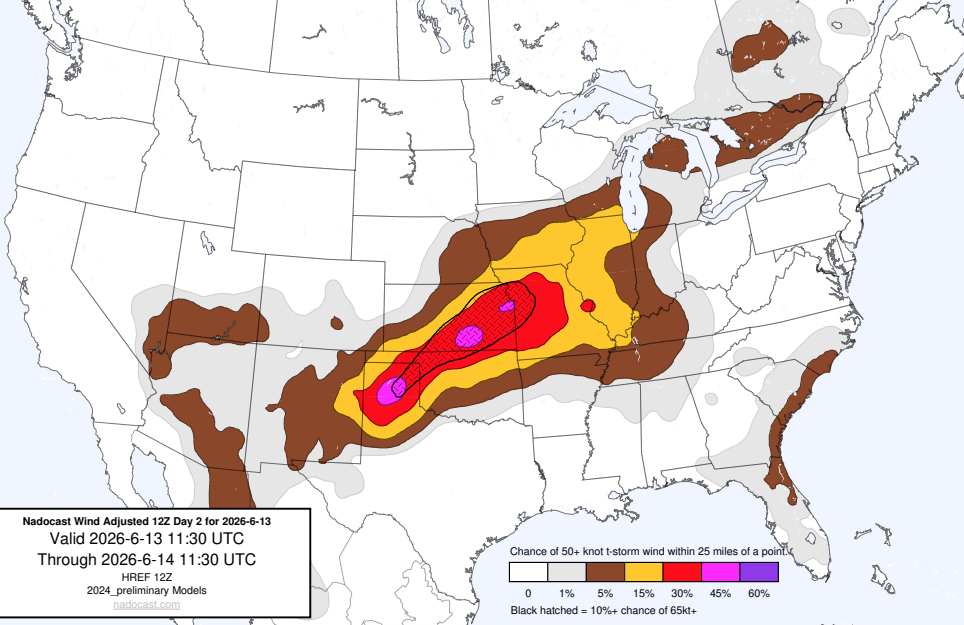 Nadocast Wind Adjusted 12Z Day 2 for 2026-6-13
Valid 2026-6-13 11:30 UTC
Through 2026-6-14 11:30 UTC
HREF 12Z
2024_preliminary Models
nadocast.com
Chance of 50+ knot t-storm wind within 25 miles of a point.
0 1% 5% 15% 30% 45% 60%
Black hatched = 10%+ chance of 65kt+